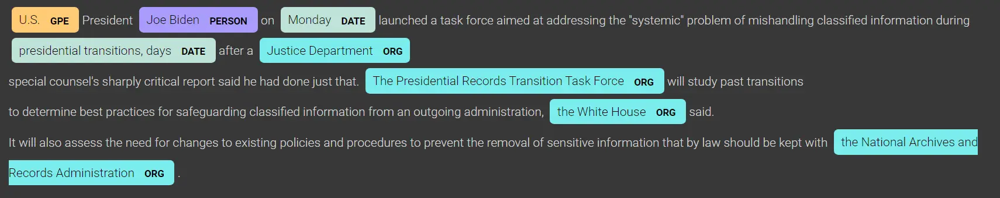 U.S. GPE President Joe Biden PERSON on Monday DATE launched a task force aimed at addressing the "systemic" problem of mishandling classified information during
presidential transitions, days DATE after a Justice Department ORG
special counsel's sharply critical report said he had done just that. The Presidential Records Transition Task Force ORG will study past transitions
to determine best practices for safeguarding classified information from an outgoing administration, the White House ORG said.
It will also assess the need for changes to existing policies and procedures to prevent the removal of sensitive information that by law should be kept with the National Archives and
Records Administration ORG .